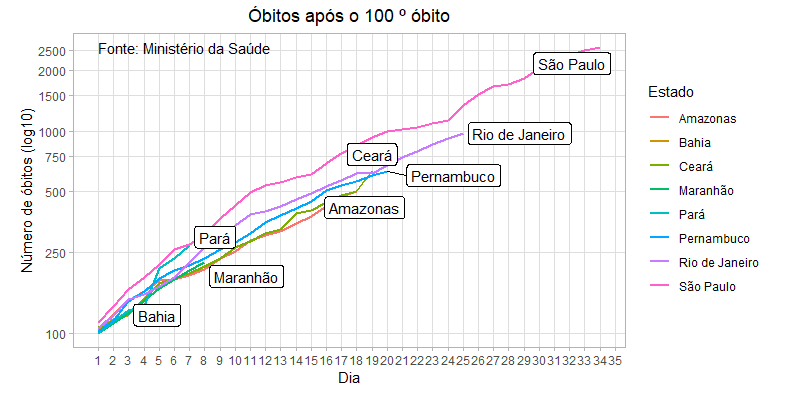 Óbitos após o 100 º óbito
Fonte: Ministério da Saúde
Número de óbitos (log10)
2500
2000
1500
1000
750
500
250
100
São Paulo
Rio de Janeiro
Ceará
Pernambuco
Amazonas
Pará
Maranhão
Bahia
1 2 3 4 5 6 7 8 9 10 11 12 13 14 15 16 17 18 19 20 21 22 23 24 25 26 27 28 29 30 31 32 33 34 35
Dia
Estado
Amazonas
Bahia
Ceará
Maranhão
Pará
Pernambuco
Rio de Janeiro
São Paulo